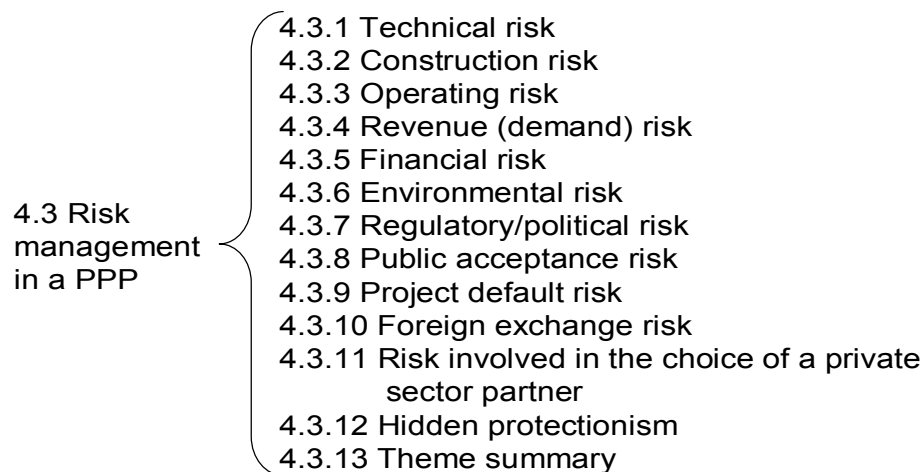 4.3 Risk
management
in a PPP
4.3.1 Technical risk
4.3.2 Construction risk
4.3.3 Operating risk
4.3.4 Revenue (demand) risk
4.3.5 Financial risk
4.3.6 Environmental risk
4.3.7 Regulatory/political risk
4.3.8 Public acceptance risk
4.3.9 Project default risk
4.3.10 Foreign exchange risk
4.3.11 Risk involved in the choice of a private
sector partner
4.3.12 Hidden protectionism
4.3.13 Theme summary